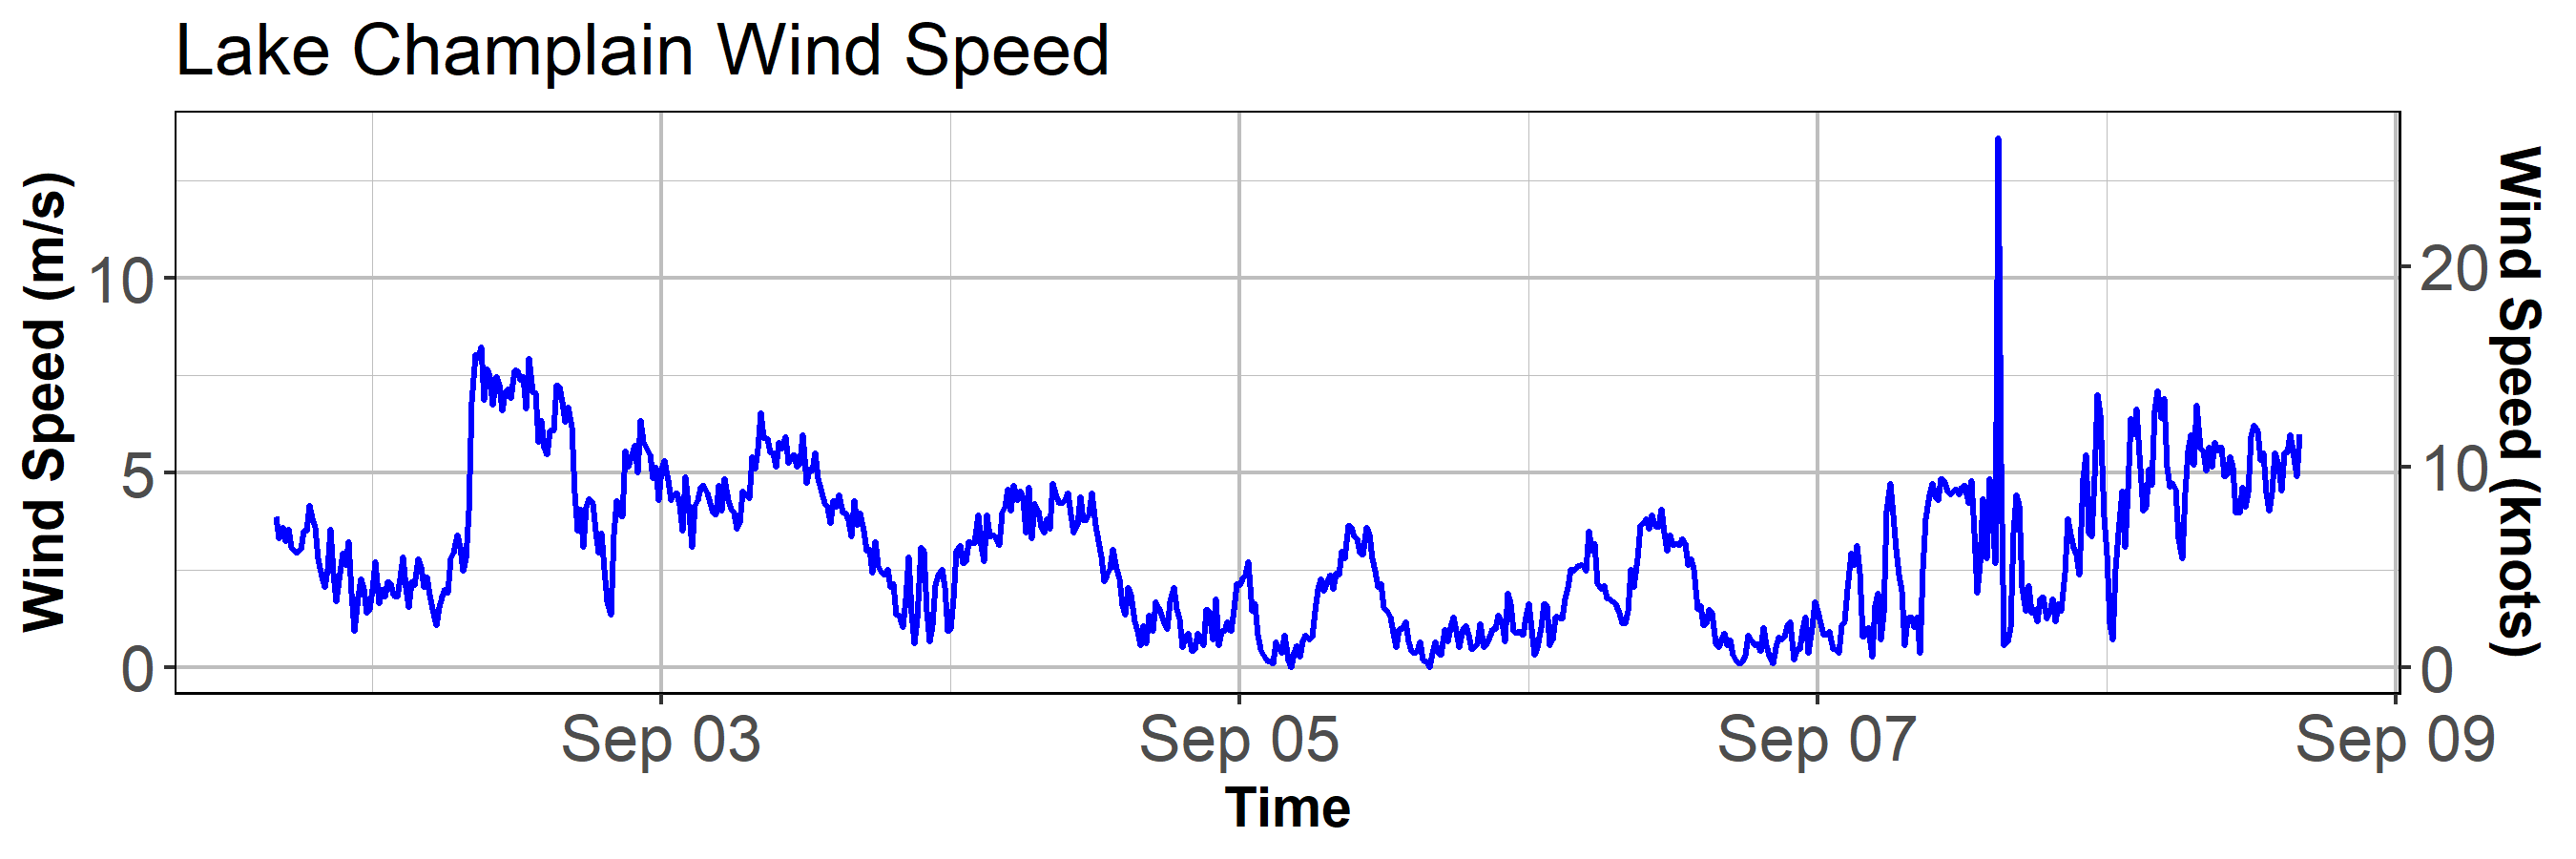 Lake Champlain Wind Speed
Wind Speed (m/s)
10
5
0
20
10
0
Wind Speed (knots)
Sep 03
Sep 05
Sep 07
Sep 09
Time